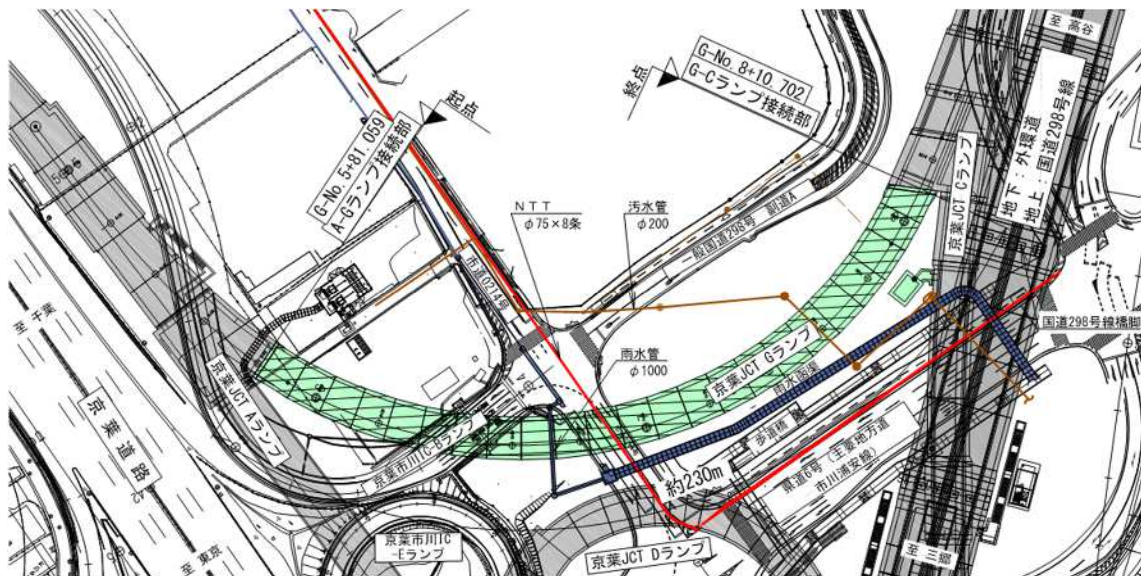 至 高谷
地下：外環道
地上：国道298号線
京葉JCT Cランプ
G-No. 8+10. 702
G-Cランプ接続部
終点
起点
G-No. 5+81. 059
A-Gランプ接続部
NTT
φ75×8条
汚水管
φ200
一般国道298号 副道A
市道0214号
雨水管
φ1000
京葉JCT Gランプ
雨水函渠
国道298号線橋脚
至 千葉
京葉道路
京葉JCT Aランプ
京葉市川IC-Bランプ
歩道橋
県道6号（主要地方道
市川浦安線）
約230m
京葉市川IC
-Eランプ
京葉JCT Dランプ
至 東京
至 三郷